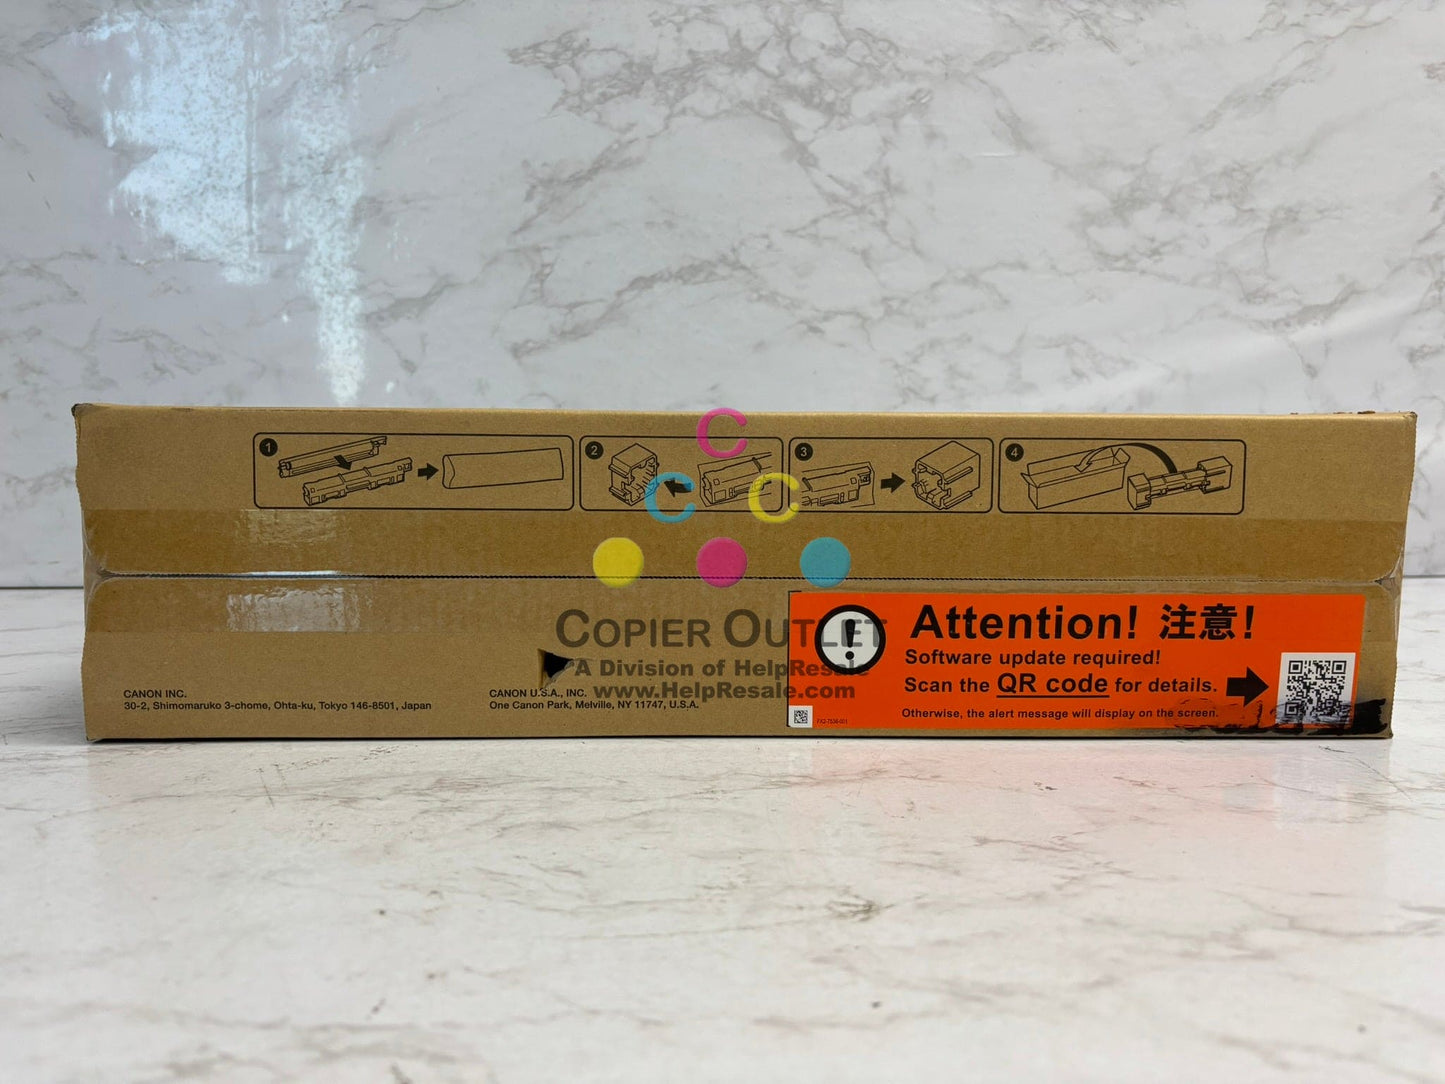 1
2
3
4
C
C C
COPIER OUTLET
"A Division of HelpResale
www.HelpResale.com
CANON INC.
30-2, Shimomaruko 3-chome, Ohta-ku, Tokyo 146-8501, Japan
CANON U.S.A., INC.
One Canon Park, Melville, NY 11747, U.S.A.
Attention! 注意!
Software update required!
Scan the QR code for details.
Otherwise, the alert message will display on the screen.